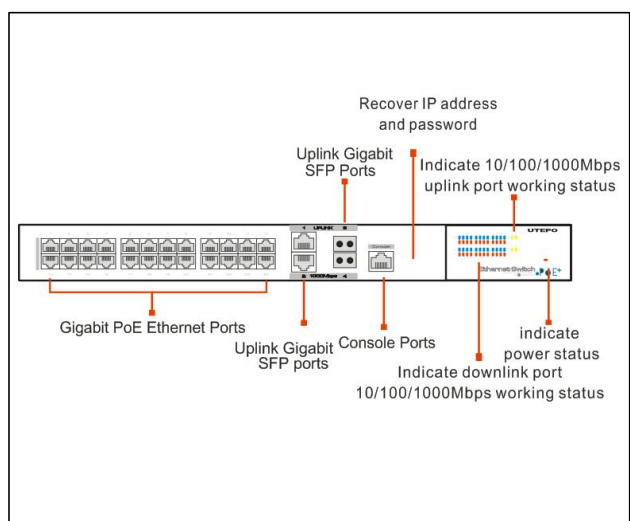 Recover IP address
and password
Uplink Gigabit
SFP Ports
Indicate 10/100/1000Mbps
uplink port working status
UPLINK
UTEPO
Console
1000Mbps
Ethernet Switch
PoE+
Gigabit PoE Ethernet Ports
Uplink Gigabit
SFP ports
Console Ports
indicate
power status
Indicate downlink port
10/100/1000Mbps working status